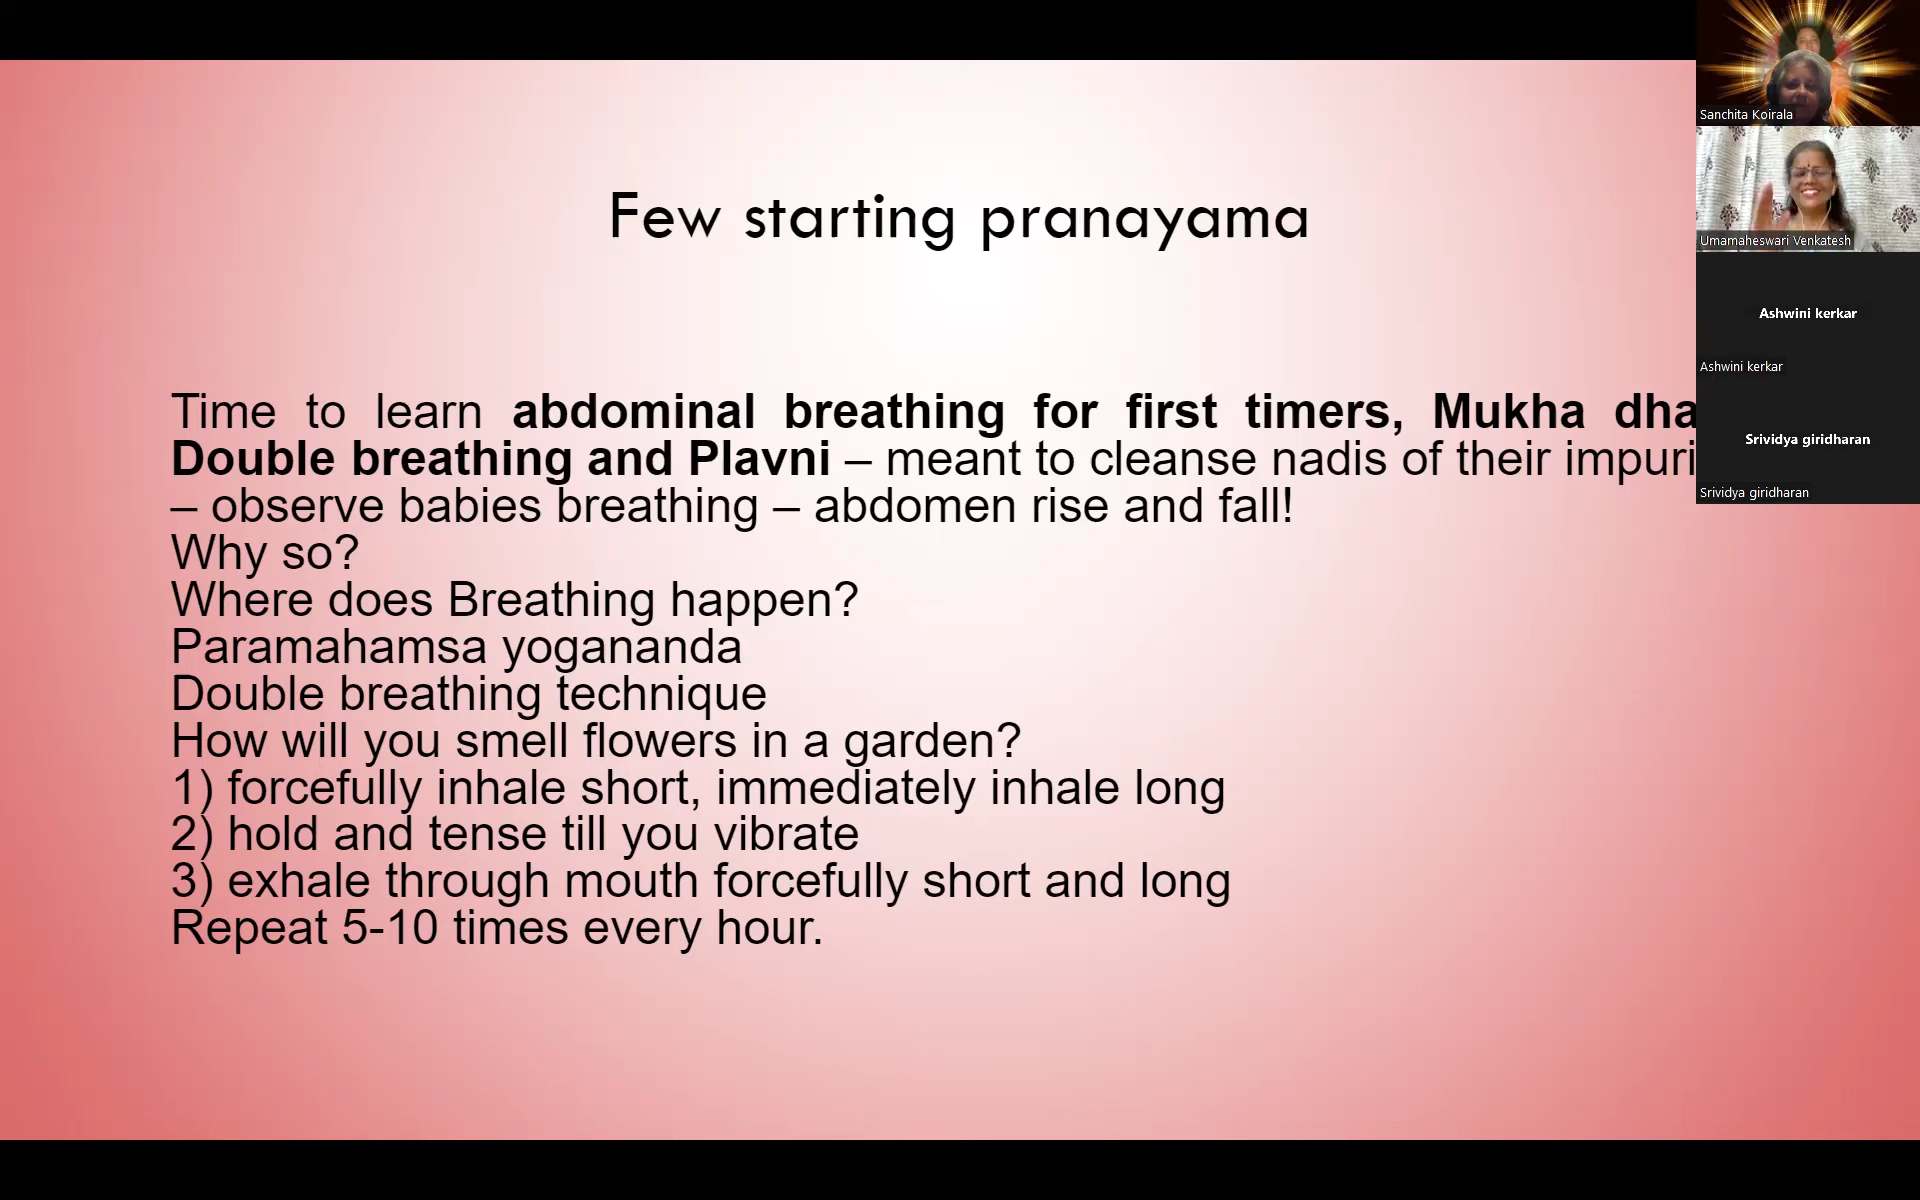 Few starting pranayama
Time to learn abdominal breathing for first timers, Mukha
Double breathing and Plavni – meant to cleanse nadis of their
– observe babies breathing – abdomen rise and fall!
Why so?
Where does Breathing happen?
Paramahamsa yogananda
Double breathing technique
How will you smell flowers in a garden?
1) forcefully inhale short, immediately inhale long
2) hold and tense till you vibrate
3) exhale through mouth forcefully short and long
Repeat 5-10 times every hour.
Sanchita Koirala
Umamaheswari Venkatesh
Ashwini kerkar
Ashwini kerkar
Srividya giridharan
Srividya giridharan